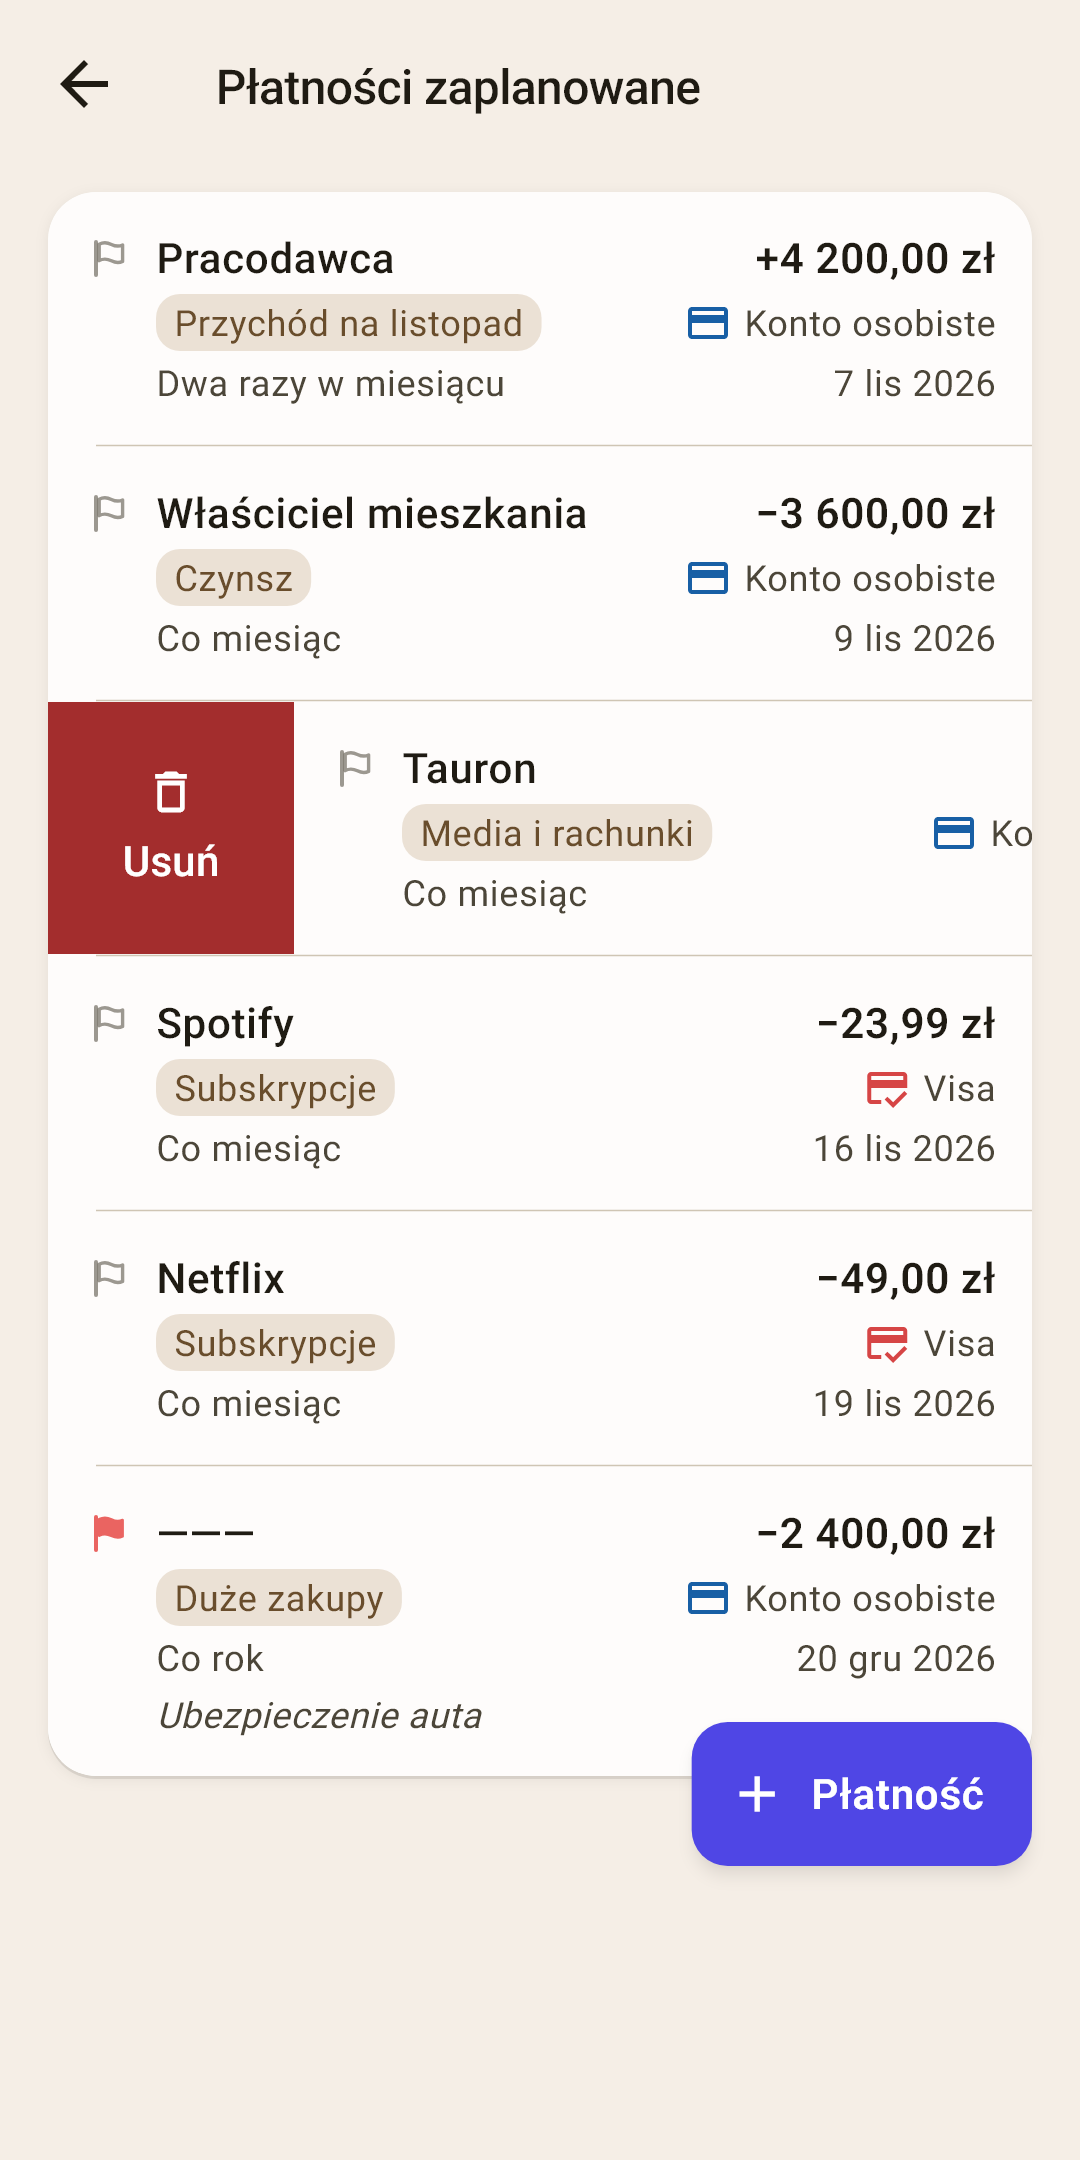 Płatności zaplanowane
Pracodawca +4 200,00 zł
Przychód na listopad Konto osobiste
Dwa razy w miesiącu 7 lis 2026
Właściciel mieszkania −3 600,00 zł
Czynsz Konto osobiste
Co miesiąc 9 lis 2026
Tauron
Usuń Media i rachunki Ko
Co miesiąc
Spotify −23,99 zł
Subskrypcje Visa
Co miesiąc 16 lis 2026
Netflix −49,00 zł
Subskrypcje Visa
Co miesiąc 19 lis 2026
——— −2 400,00 zł
Duże zakupy Konto osobiste
Co rok 20 gru 2026
Ubezpieczenie auta
+ Płatność